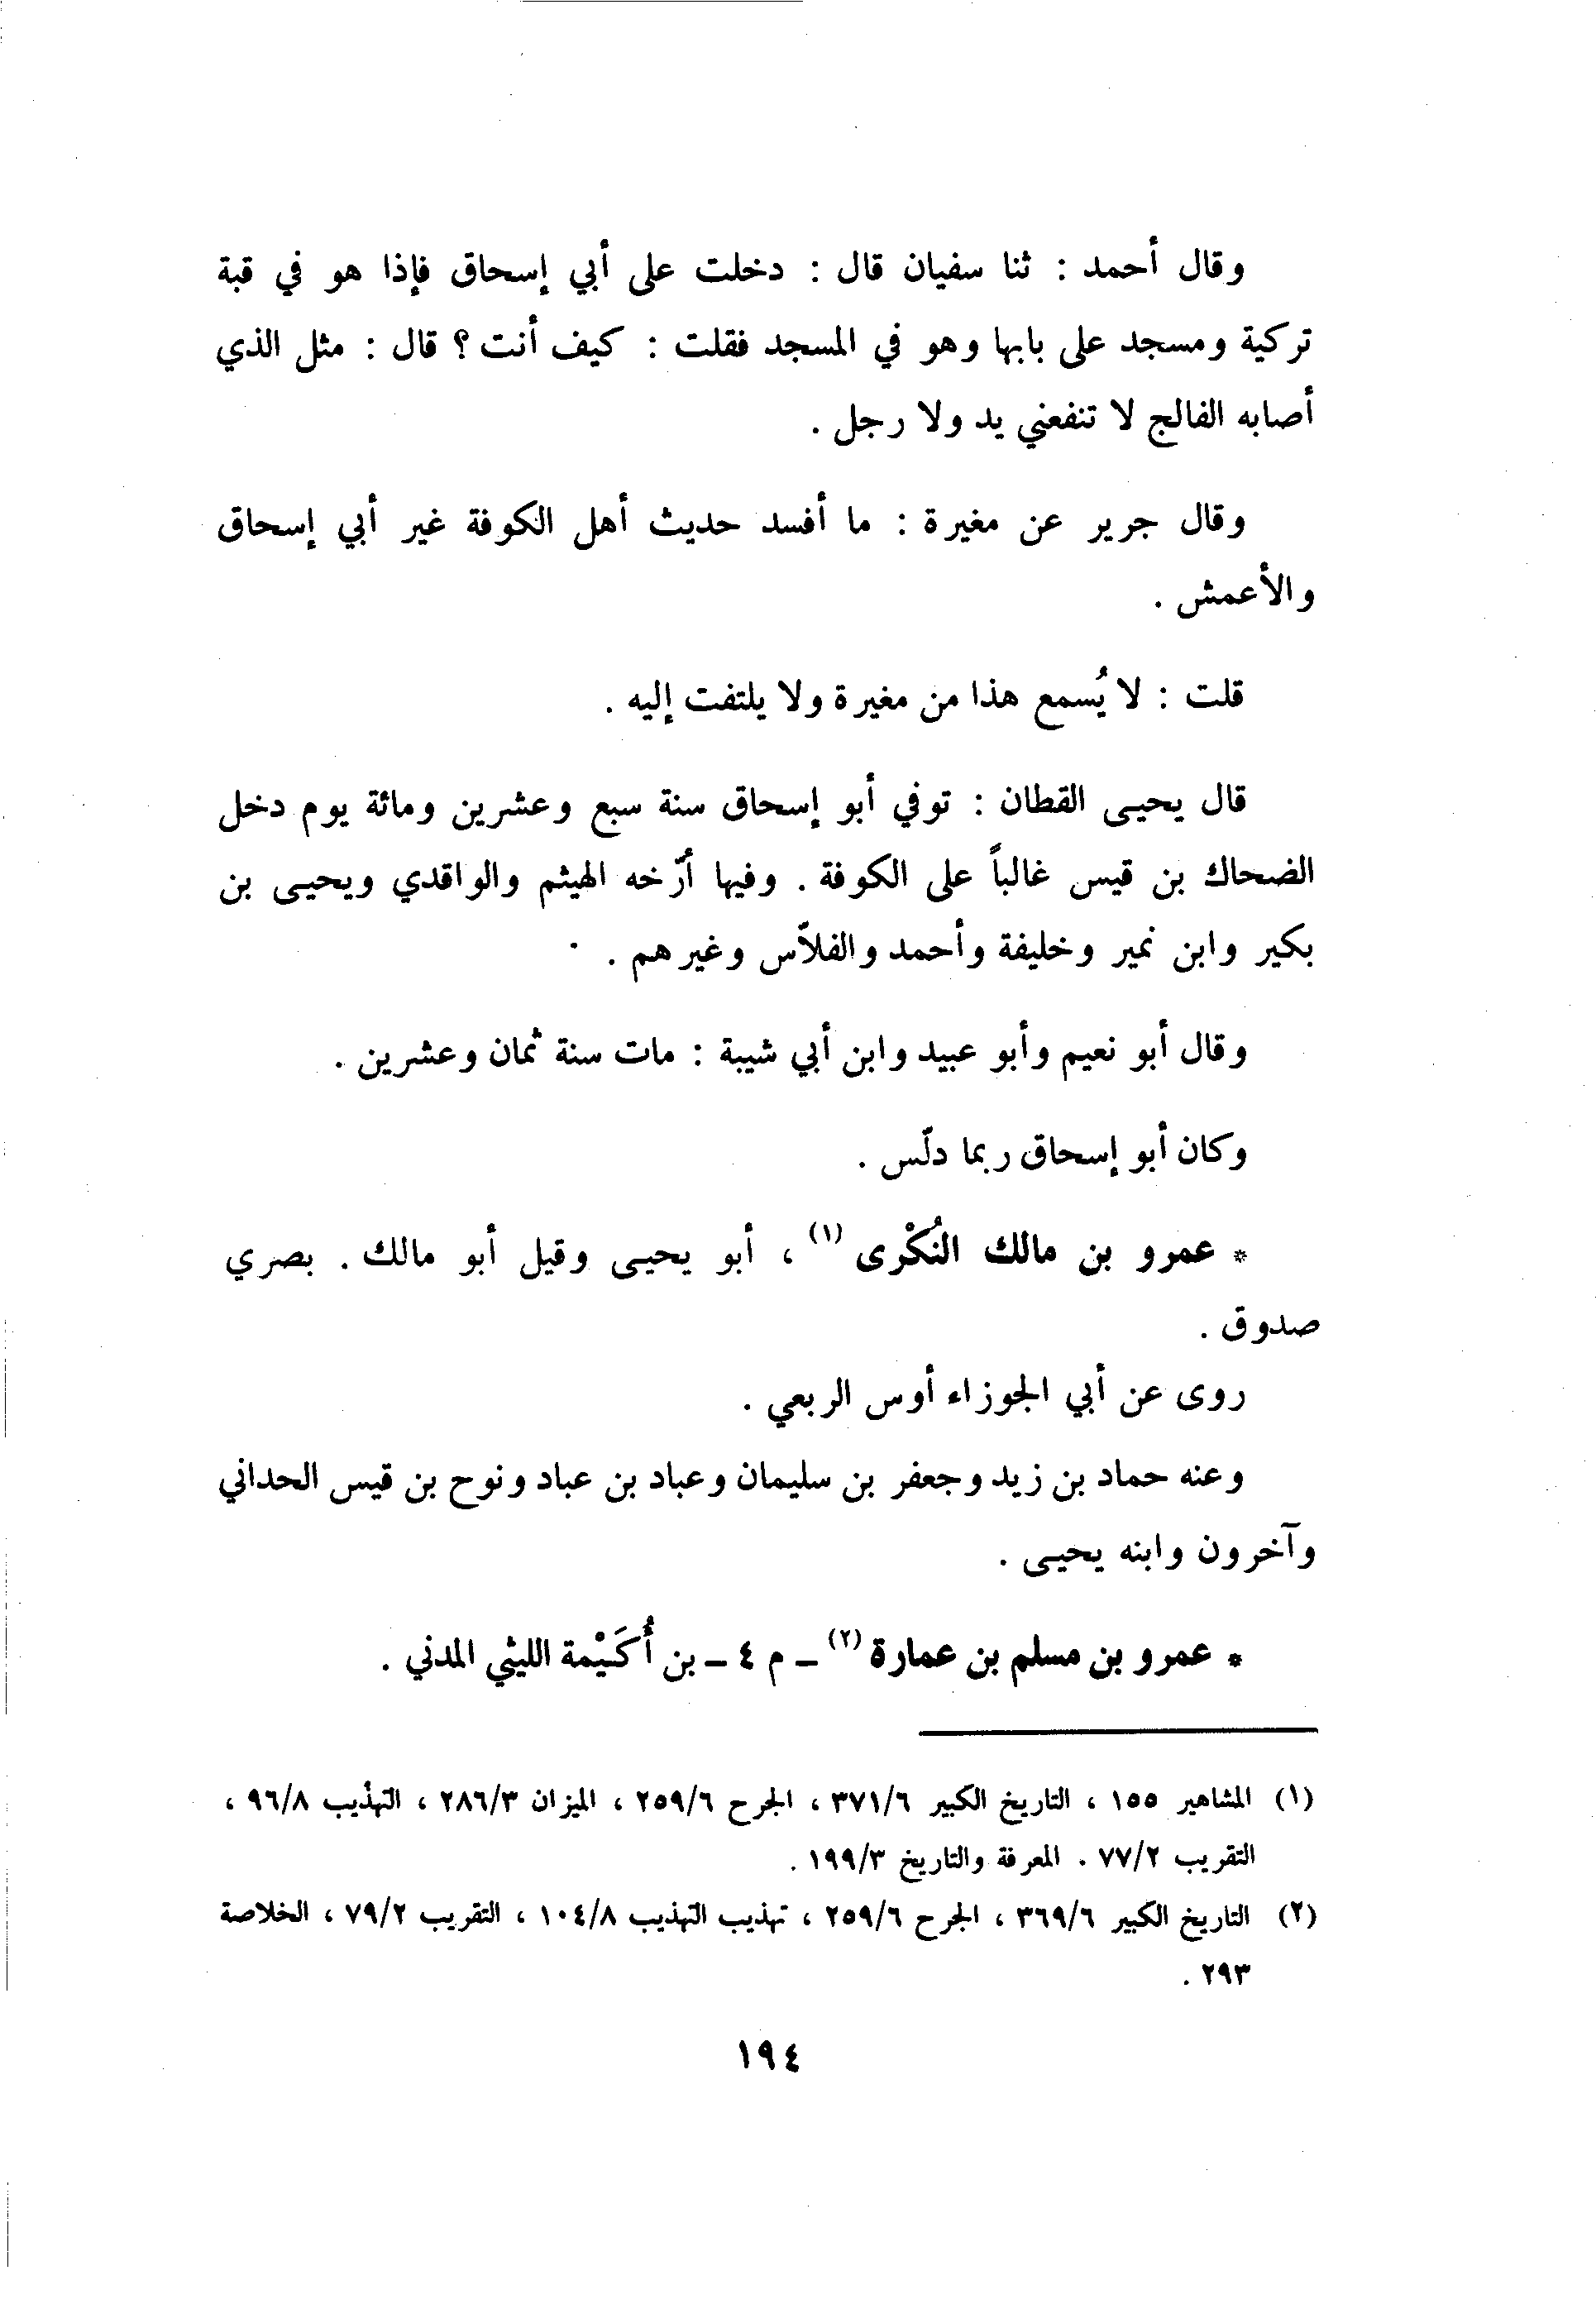 وقال أحمد : ثنا سفيان قال : دخلت على أبي إسحاق فإذا هو في قبة
تركية ومسجد على بابها وهو في المسجد فقلت : كيف أنت ؟ قال : مثل الذي
أصابه الفالج لا تنفعني يد ولا رجل .
وقال جرير عن مغيرة : ما أفسد حديث أهل الكوفة غير أبي إسحاق
والأعمش .
قلت : لا يُسمع هذا من مغيرة ولا يلتفت إليه .
قال يحيى القطان : توفي أبو إسحاق سنة سبع وعشرين ومائة يوم دخل
الضحاك بن قيس غالباً على الكوفة . وفيها أرّخه الهيثم والواقدي ويحيى بن
بكير وابن نمير وخليفة وأحمد والفلاّس وغيرهم .
وقال أبو نعيم وأبو عبيد وابن أبي شيبة : مات سنة ثمان وعشرين .
وكان أبو إسحاق ربما دلّس .
* عمرو بن مالك النُكْرى (١) ، أبو يحيى وقيل أبو مالك . بصري
صدوق .
روى عن أبي الجوزاء أوس الربعي .
وعنه حماد بن زيد وجعفر بن سليمان وعباد بن عباد ونوح بن قيس الحداني
وآخرون وابنه يحيى .
* عمرو بن مسلم بن عمارة (٢) ـ م ٤ ـ بن أُكَيْمة الليثي المدني .
(١) المشاهير ١٥٥ ، التاريخ الكبير ٣٧١/٦ ، الجرح ٢٥٩/٦ ، الميزان ٢٨٦/٣ ، التهذيب ٩٦/٨ ،
التقريب ٧٧/٢ . المعرفة والتاريخ ١٩٩/٣ .
(٢) التاريخ الكبير ٣٦٩/٦ ، الجرح ٢٥٩/٦ ، تهذيب التهذيب ١٠٤/٨ ، التقريب ٧٩/٢ ، الخلاصة
٢٩٣ .
١٩٤